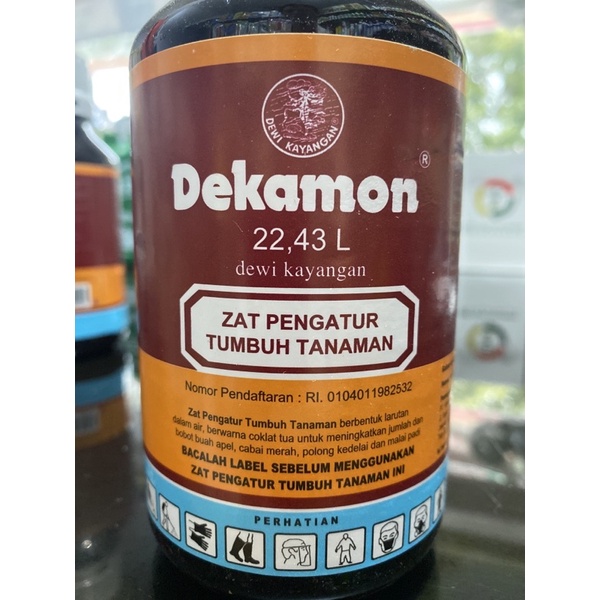 DEWI KAYANGAN
Dekamon®
22,43 L
dewi kayangan
ZAT PENGATUR
TUMBUH TANAMAN
Nomor Pendaftaran : RI. 0104011982532
Zat Pengatur Tumbuh Tanaman berbentuk larutan
dalam air, berwarna coklat tua untuk meningkatkan jumlah dan
bobot buah apel, cabai merah, polong kedelai dan malai padi
BACALAH LABEL SEBELUM MENGGUNAKAN
ZAT PENGATUR TUMBUH TANAMAN INI
PERHATIAN